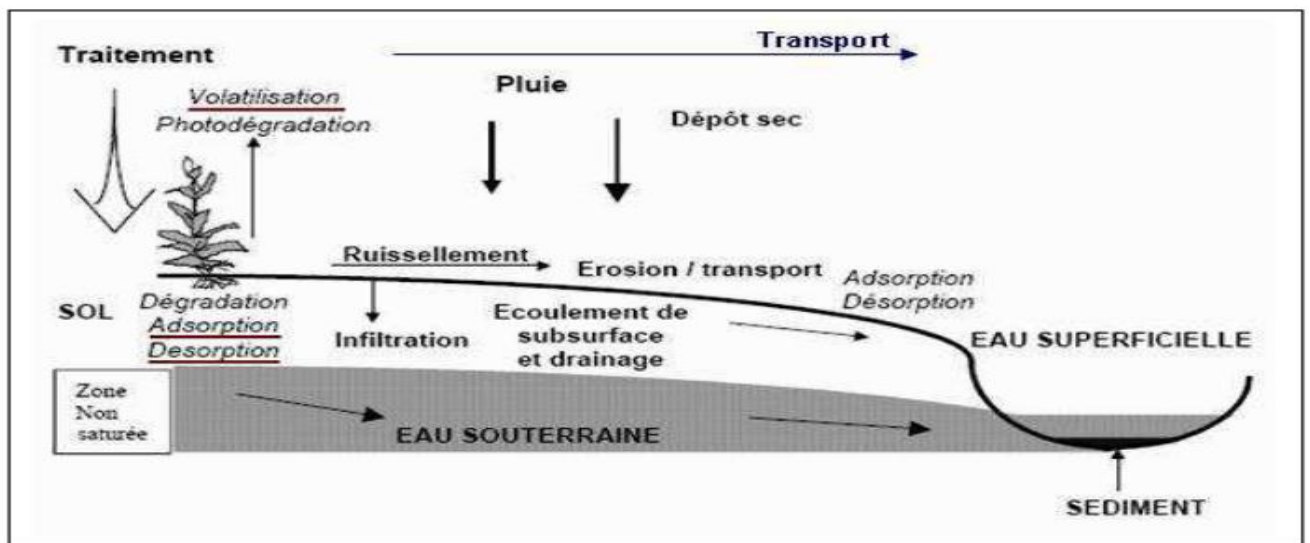 Traitement
Transport
Volatilisation
Photodégradation
Pluie
Dépôt sec
Ruissellement
Erosion / transport
Adsorption
Désorption
SOL
Dégradation
Adsorption
Desorption
Infiltration
Ecoulement de
subsurface
et drainage
EAU SUPERFICIELLE
Zone
Non
saturée
EAU SOUTERRAINE
SEDIMENT